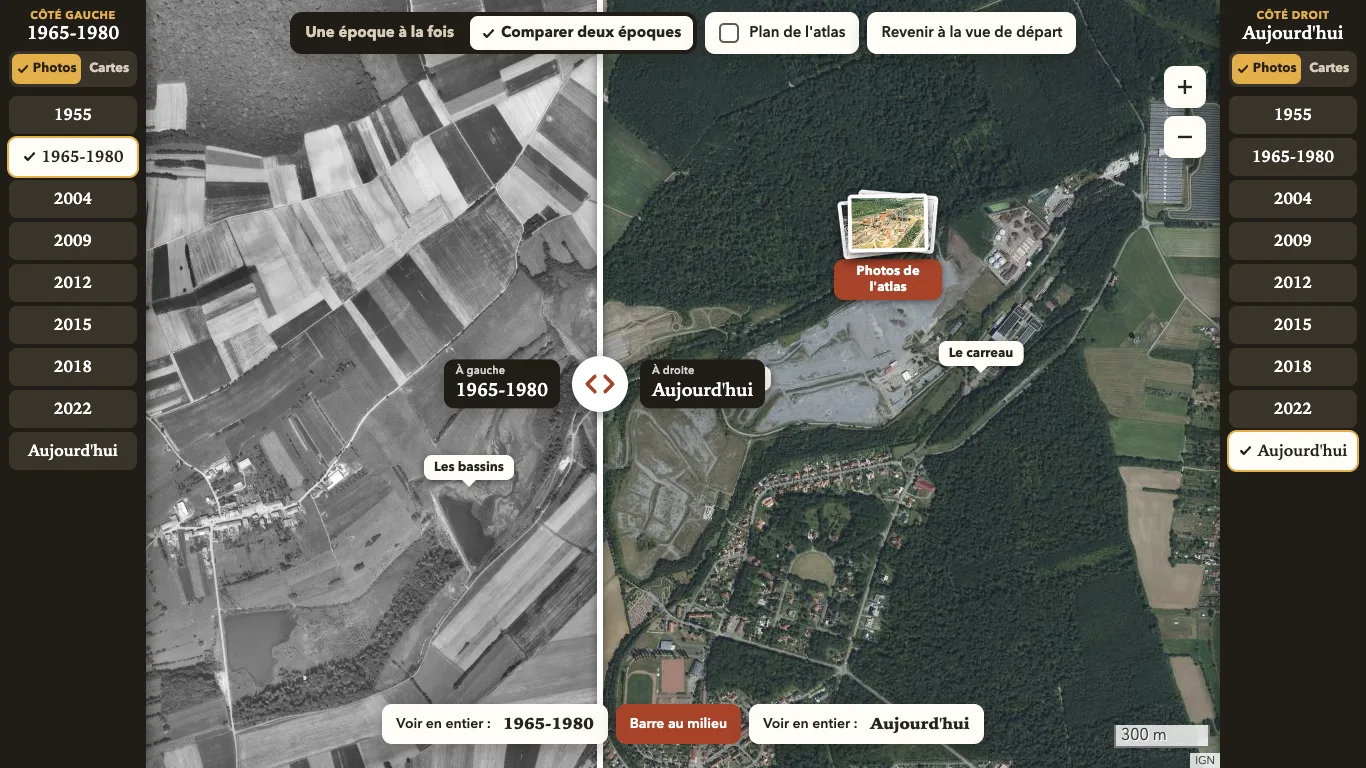 CÔTÉ GAUCHE
1965-1980
✓ Photos Cartes
1955
✓ 1965-1980
2004
2009
2012
2015
2018
2022
Aujourd'hui
Une époque à la fois
✓ Comparer deux époques
Plan de l'atlas
Revenir à la vue de départ
+
−
Photos de
l'atlas
Le carreau
À gauche
1965-1980
À droite
Aujourd'hui
Les bassins
Voir en entier : 1965-1980
Barre au milieu
Voir en entier : Aujourd'hui
300 m
IGN
CÔTÉ DROIT
Aujourd'hui
✓ Photos Cartes
1955
1965-1980
2004
2009
2012
2015
2018
2022
✓ Aujourd'hui